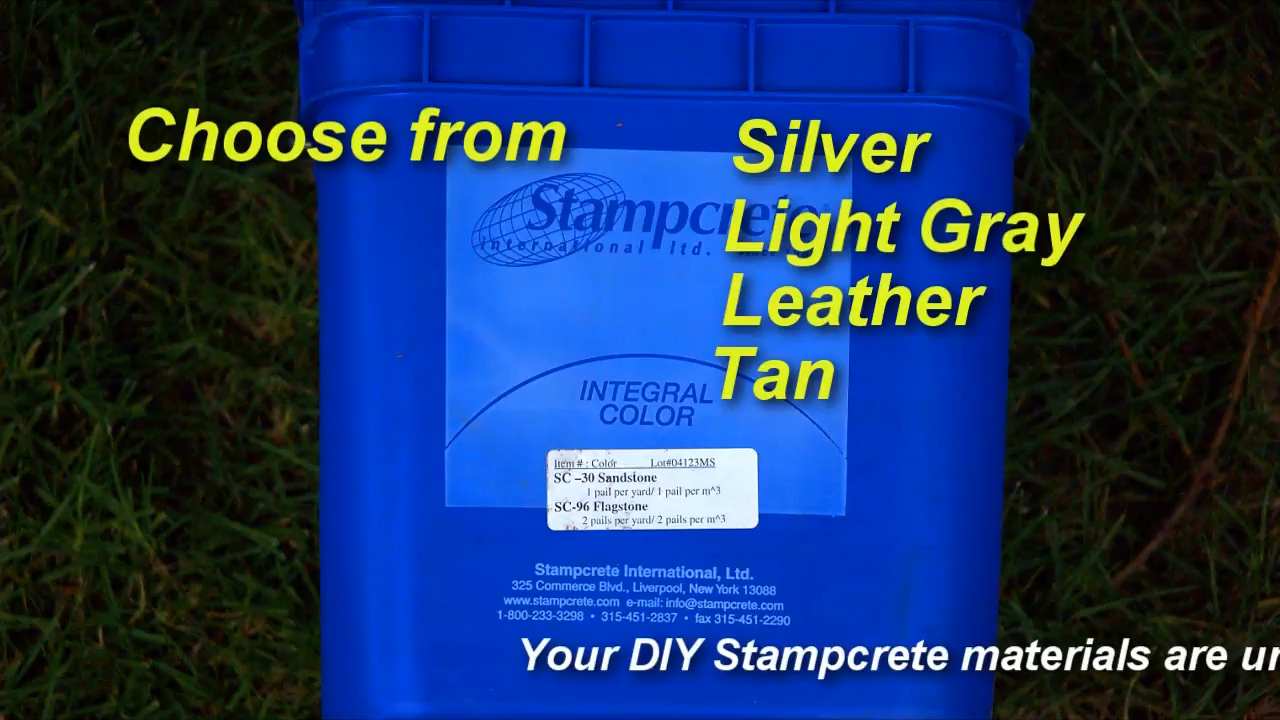 Choose from
Silver
Light Gray
Leather
Tan
Stampcrete
international ltd.
INTEGRAL
COLOR
Item # : Color Lot#04123MS
SC –30 Sandstone
1 pail per yard/ 1 pail per m^3
SC-96 Flagstone
2 pails per yard/ 2 pails per m^3
Stampcrete International, Ltd.
325 Commerce Blvd., Liverpool, New York 13088
www.stampcrete.com e-mail: info@stampcrete.com
1-800-233-3298 • 315-451-2837 • fax 315-451-2290
Your DIY Stampcrete materials are